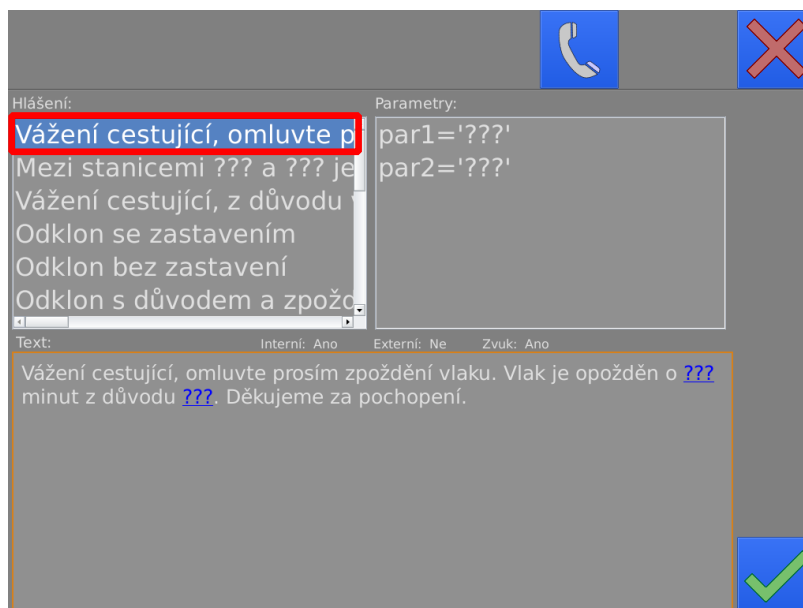 Hlášení:
Vážení cestující, omluvte p
Mezi stanicemi ??? a ??? je
Vážení cestující, z důvodu
Odklon se zastavením
Odklon bez zastavení
Odklon s důvodem a zpožd
Parametry:
par1='???'
par2='???'
Text:
Interní: Ano
Externí: Ne
Zvuk: Ano
Vážení cestující, omluvte prosím zpoždění vlaku. Vlak je opožděn o ???
minut z důvodu ???. Děkujeme za pochopení.